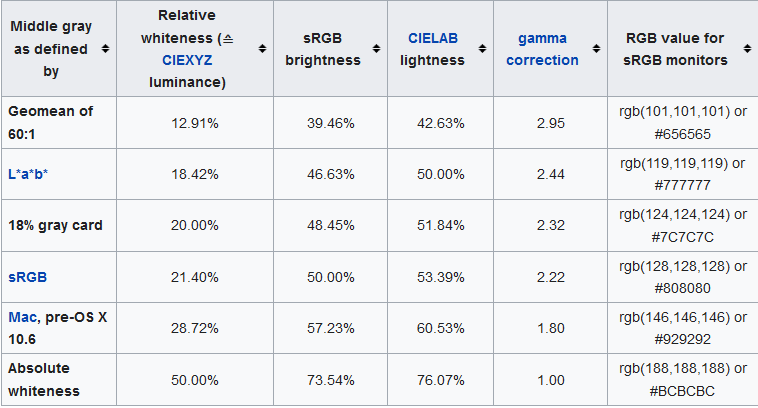 Middle gray as defined by
Relative whiteness (≙ CIEXYZ luminance)
sRGB brightness
CIELAB lightness
gamma correction
RGB value for sRGB monitors
Geomean of 60:1
12.91%
39.46%
42.63%
2.95
rgb(101,101,101) or #656565
L*a*b*
18.42%
46.63%
50.00%
2.44
rgb(119,119,119) or #777777
18% gray card
20.00%
48.45%
51.84%
2.32
rgb(124,124,124) or #7C7C7C
sRGB
21.40%
50.00%
53.39%
2.22
rgb(128,128,128) or #808080
Mac, pre-OS X 10.6
28.72%
57.23%
60.53%
1.80
rgb(146,146,146) or #929292
Absolute whiteness
50.00%
73.54%
76.07%
1.00
rgb(188,188,188) or #BCBCBC